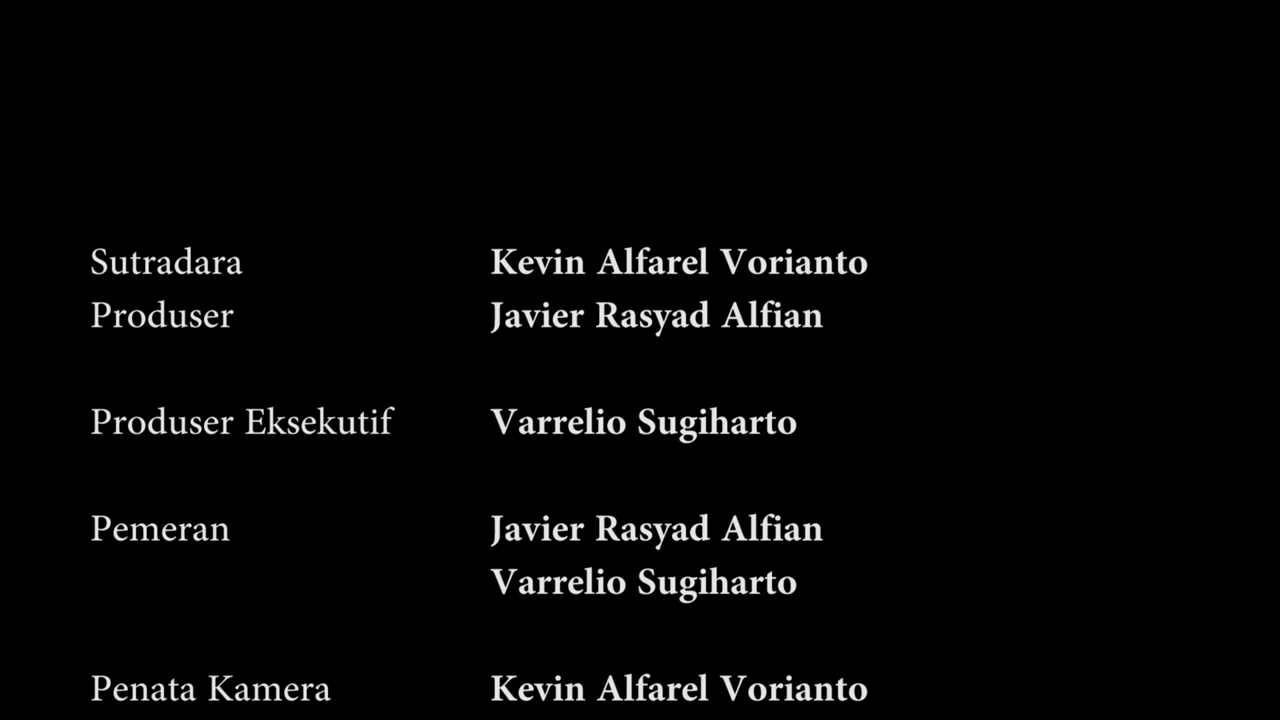 Sutradara Kevin Alfarel Vorianto
Produser Javier Rasyad Alfian
Produser Eksekutif Varrelio Sugiharto
Pemeran Javier Rasyad Alfian
Varrelio Sugiharto
Penata Kamera Kevin Alfarel Vorianto